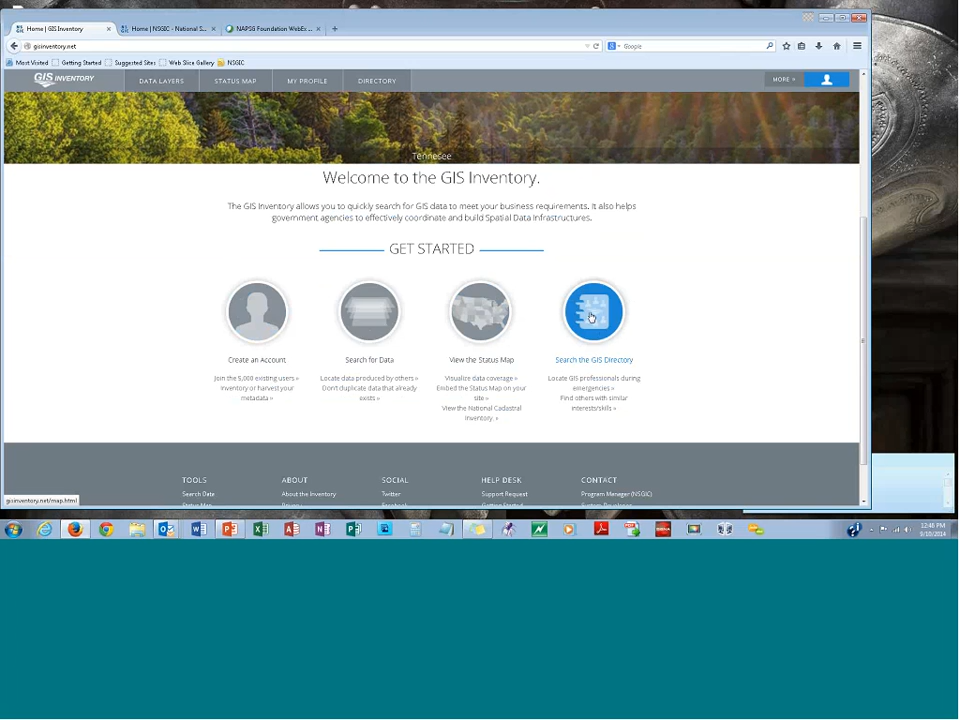 Home | GIS Inventory
Home | NSGIC - National S...
NAPSG Foundation WebEx ...
gisinventory.net
Google
Most Visited
Getting Started
Suggested Sites
Web Slice Gallery
NSGIC
GIS INVENTORY
DATA LAYERS
STATUS MAP
MY PROFILE
DIRECTORY
MORE »
Tennesee
Welcome to the GIS Inventory.
The GIS Inventory allows you to quickly search for GIS data to meet your business requirements. It also helps
government agencies to effectively coordinate and build Spatial Data Infrastructures.
GET STARTED
Create an Account
Join the 5,000 existing users »
Inventory or harvest your
metadata »
Search for Data
Locate data produced by others »
Don't duplicate data that already
exists »
View the Status Map
Visualize data coverage »
Embed the Status Map on your
site »
View the National Cadastral
Inventory. »
Search the GIS Directory
Locate GIS professionals during
emergencies »
Find others with similar
interests/skills »
TOOLS
Search Data
ABOUT
About the Inventory
SOCIAL
Twitter
HELP DESK
Support Request
CONTACT
Program Manager (NSGIC)
gisinventory.net/map.html
12:46 PM
9/10/2014